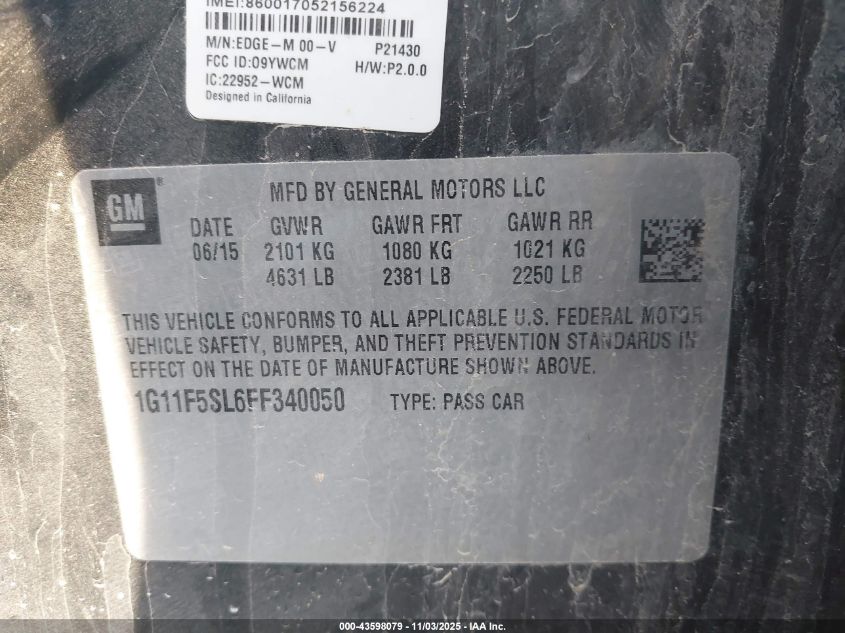 IMEI:860017052156224
M/N:EDGE-M 00-V P21430
FCC ID:O9YWCM H/W:P2.0.0
IC:22952-WCM
Designed in California
GM ®
MFD BY GENERAL MOTORS LLC
DATE GVWR GAWR FRT GAWR RR
06/15 2101 KG 1080 KG 1021 KG
4631 LB 2381 LB 2250 LB
THIS VEHICLE CONFORMS TO ALL APPLICABLE U.S. FEDERAL MOTOR
VEHICLE SAFETY, BUMPER, AND THEFT PREVENTION STANDARDS IN
EFFECT ON THE DATE OF MANUFACTURE SHOWN ABOVE.
1G11F5SL6FF340050 TYPE: PASS CAR
000-43598079 - 11/03/2025 - IAA Inc.